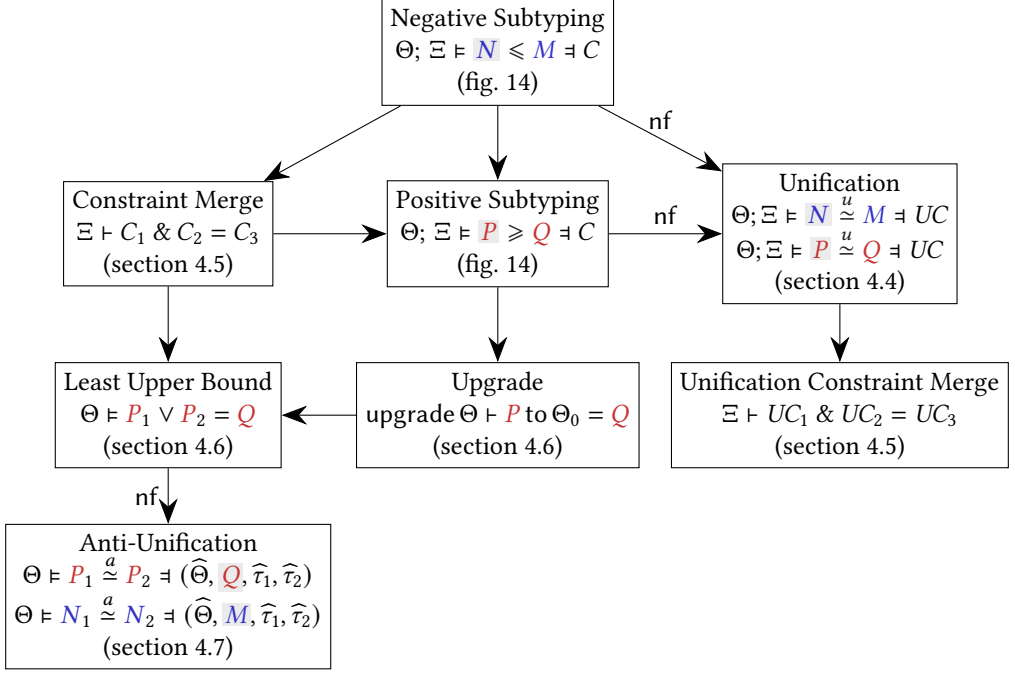 Negative Subtyping
Θ; Ξ ⊨ N ⩽ M ⫤ C
(fig. 14)
nf
Constraint Merge
Ξ ⊢ C₁ & C₂ = C₃
(section 4.5)
Positive Subtyping
Θ; Ξ ⊨ P ⩾ Q ⫤ C
(fig. 14)
nf
Unification
Θ; Ξ ⊨ N ≃ᵘ M ⫤ UC
Θ; Ξ ⊨ P ≃ᵘ Q ⫤ UC
(section 4.4)
Least Upper Bound
Θ ⊨ P₁ ∨ P₂ = Q
(section 4.6)
Upgrade
upgrade Θ ⊢ P to Θ₀ = Q
(section 4.6)
Unification Constraint Merge
Ξ ⊢ UC₁ & UC₂ = UC₃
(section 4.5)
nf
Anti-Unification
Θ ⊨ P₁ ≃ᵃ P₂ ⫤ (Θ̂, Q, τ̂₁, τ̂₂)
Θ ⊨ N₁ ≃ᵃ N₂ ⫤ (Θ̂, M, τ̂₁, τ̂₂)
(section 4.7)